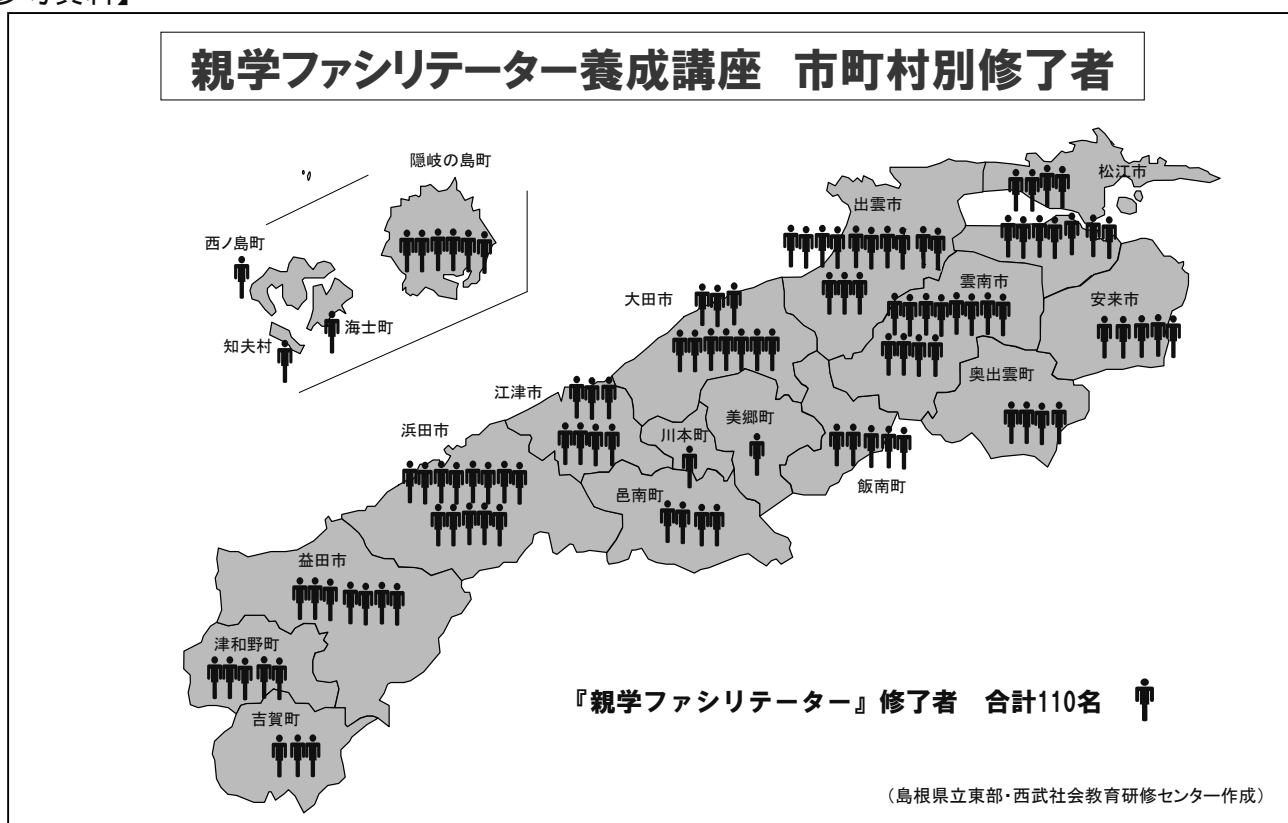 親学ファシリテーター養成講座　市町村別修了者
隠岐の島町
松江市
出雲市
西ノ島町
雲南市
大田市
安来市
海士町
知夫村
奥出雲町
江津市
美郷町
川本町
浜田市
飯南町
邑南町
益田市
津和野町
『親学ファシリテーター』修了者　合計110名
吉賀町
（島根県立東部・西武社会教育研修センター作成）